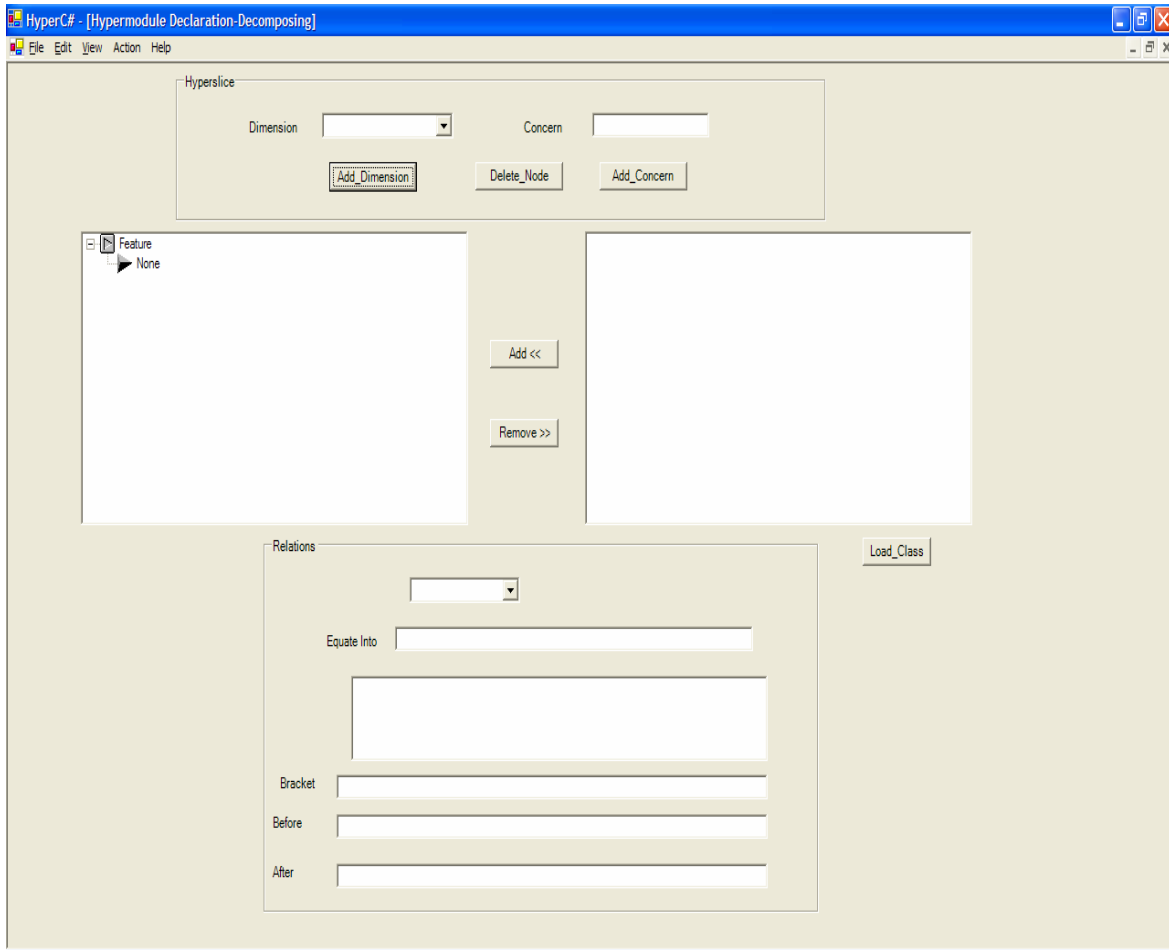 HyperC# - [Hypermodule Declaration-Decomposing]
File Edit View Action Help
Hyperslice
Dimension Concern
Add_Dimension Delete_Node Add_Concern
Feature
None
Add <<
Remove >>
Load_Class
Relations
Equate Into
Bracket
Before
After